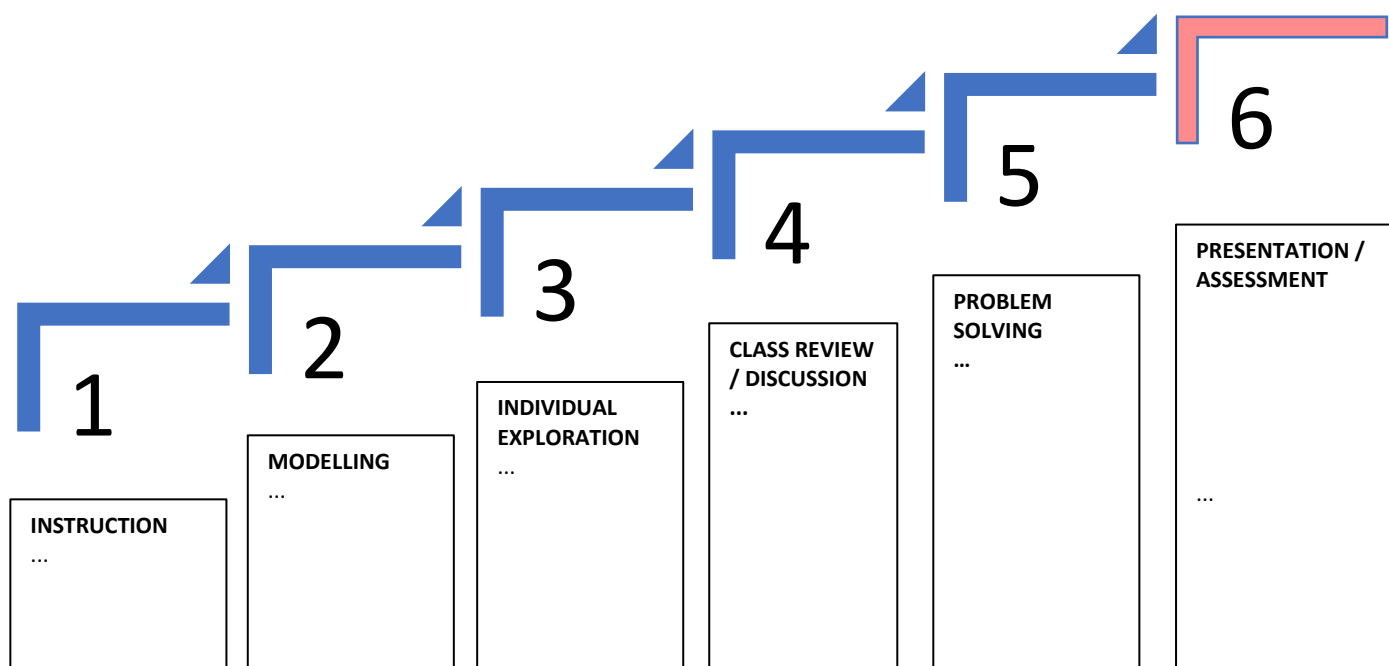 1
INSTRUCTION
...
2
MODELLING
...
3
INDIVIDUAL
EXPLORATION
...
4
CLASS REVIEW
/ DISCUSSION
...
5
PROBLEM
SOLVING
...
6
PRESENTATION /
ASSESSMENT
...